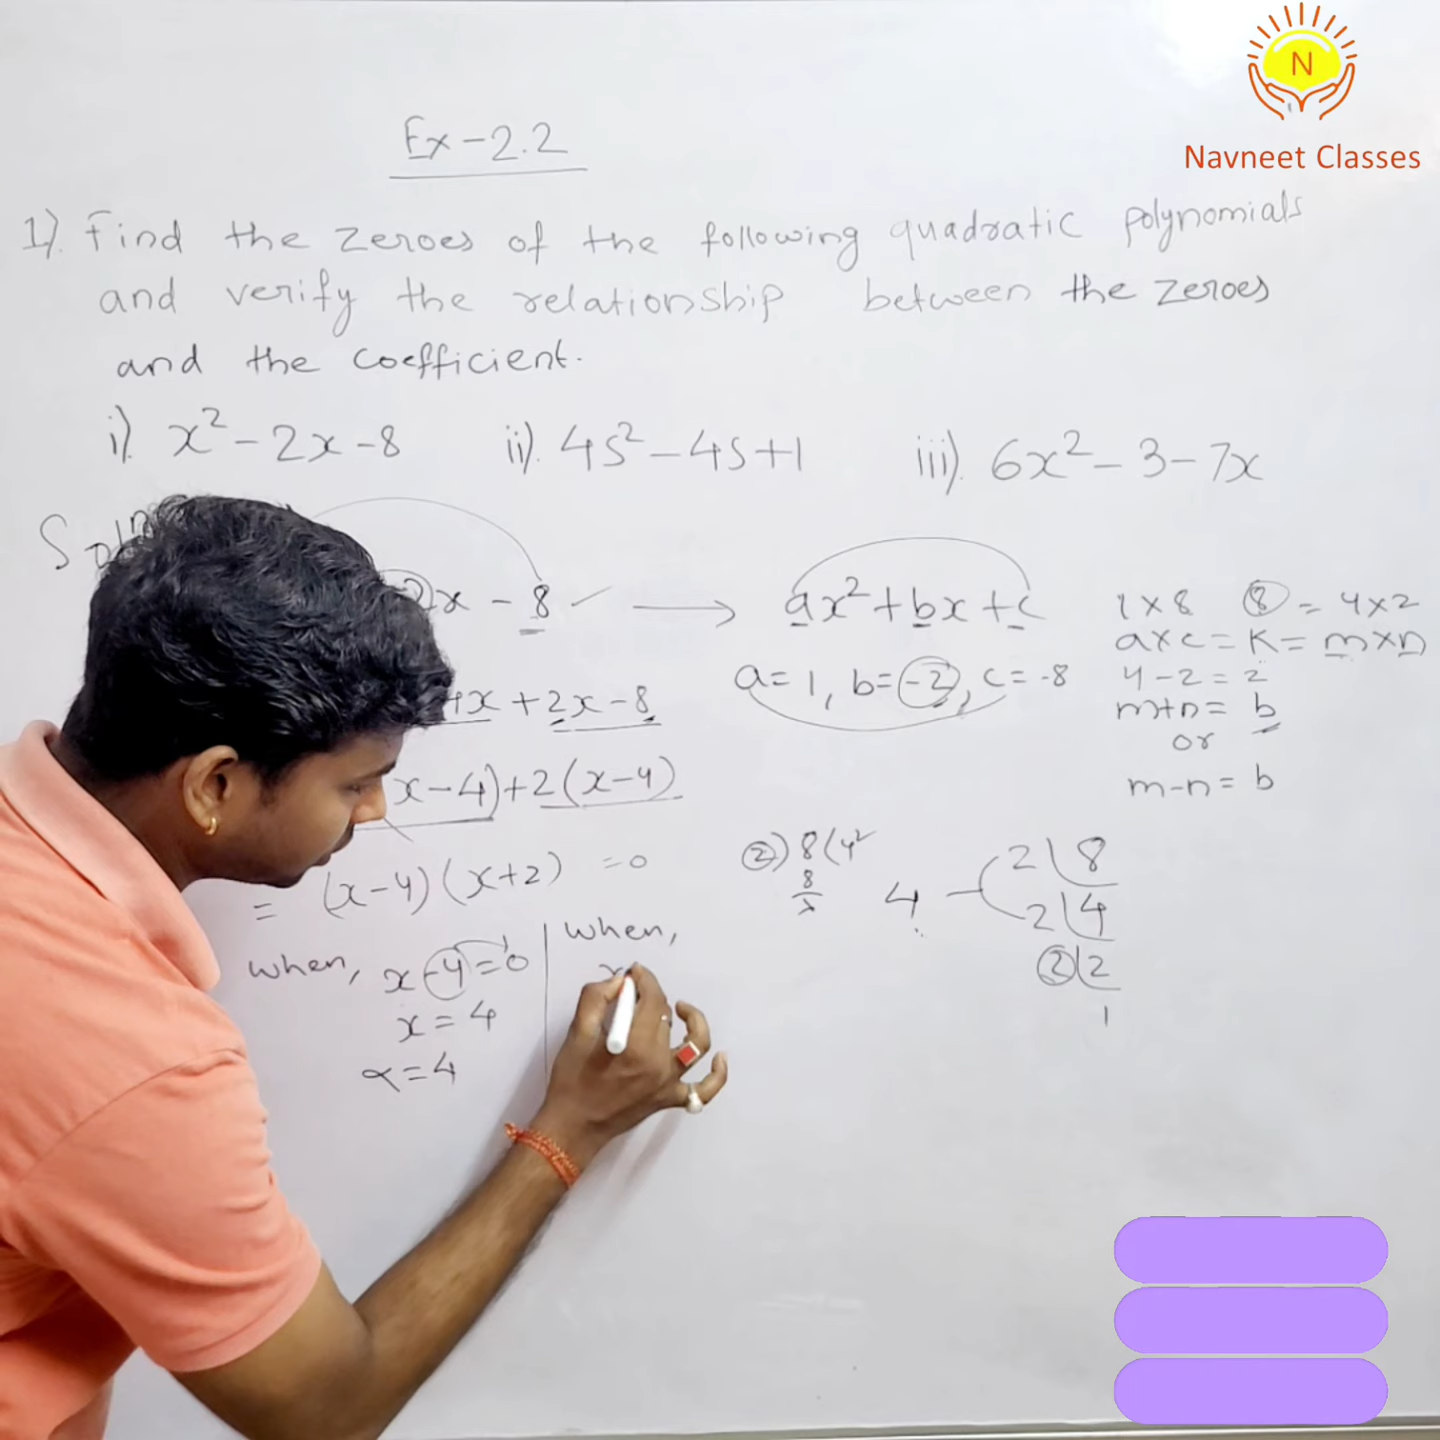 N
Navneet Classes
Ex-2.2
1). Find the zeroes of the following quadratic polynomials
and verify the relationship between the zeroes
and the coefficient.
i). x² - 2x - 8 ii). 4s² - 4s + 1 iii). 6x² - 3 - 7x
x - 8 → ax² + bx + c
+ 2x - 8
a = 1, b = -2, c = -8
x - 4) + 2 (x - 4)
= (x - 4) (x + 2) = 0
when, x - 4 = 0
x = 4
α = 4
when,
x
1 × 8 8 = 4 × 2
a × c = K = m × n
4 - 2 = 2
m + n = b
or
m - n = b
2) 8 (4
8
4
2 8
2 4
2 2
1